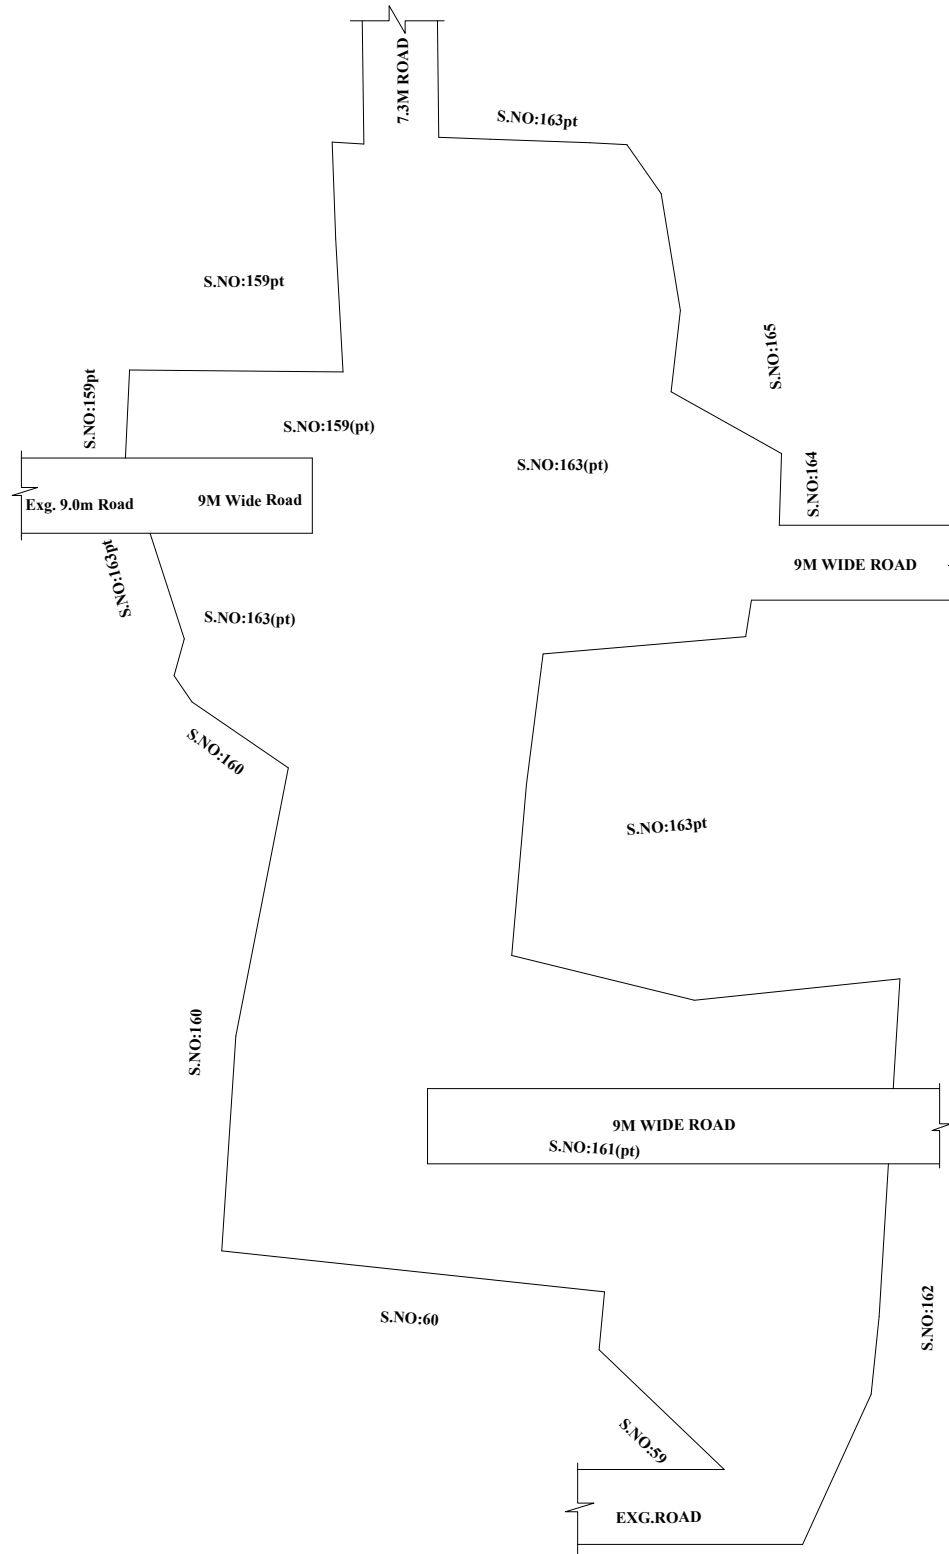 7.3M ROAD
S.NO:163pt
S.NO:159pt
S.NO:165
S.NO:159pt
S.NO:159(pt)
S.NO:163(pt)
S.NO:164
Exg. 9.0m Road
9M Wide Road
9M WIDE ROAD
S.NO:163pt
S.NO:163(pt)
S.NO:160
S.NO:163pt
S.NO:160
9M WIDE ROAD
S.NO:161(pt)
S.NO:60
S.NO:162
S.NO:59
EXG.ROAD